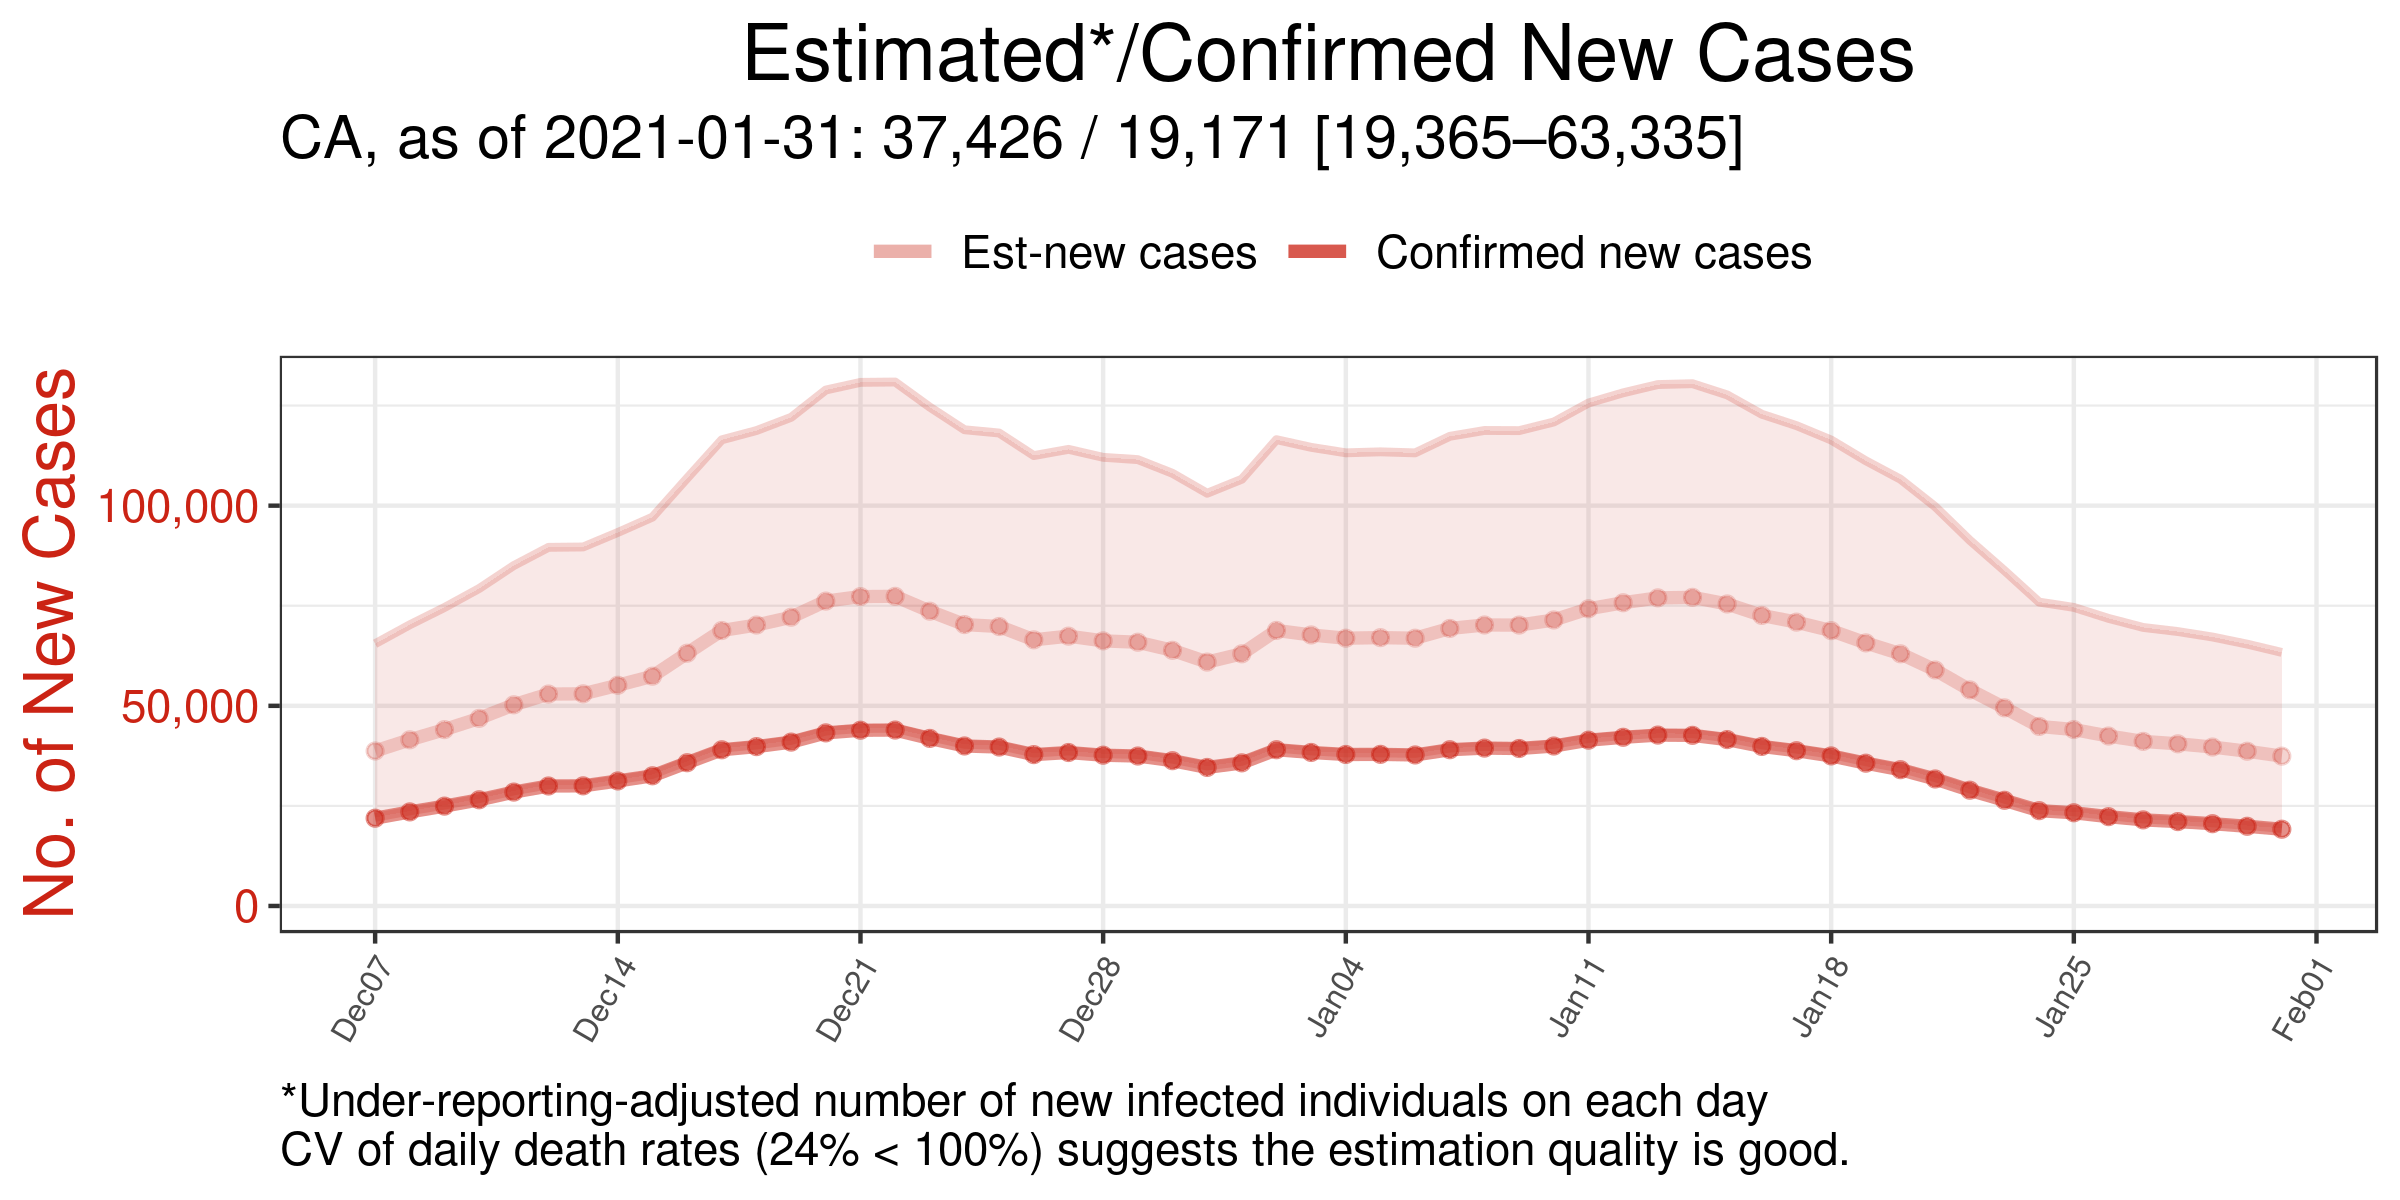 Estimated*/Confirmed New Cases
CA, as of 2021-01-31: 37,426 / 19,171 [19,365–63,335]
Est-new cases
Confirmed new cases
No. of New Cases
100,000
50,000
0
Dec07
Dec14
Dec21
Dec28
Jan04
Jan11
Jan18
Jan25
Feb01
*Under-reporting-adjusted number of new infected individuals on each day
CV of daily death rates (24% < 100%) suggests the estimation quality is good.